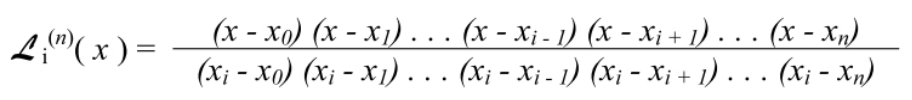 ℒᵢ⁽ⁿ⁾(x) = \frac{(x - x₀) (x - x₁) . . . (x - xᵢ ₋ ₁) (x - xᵢ ₊ ₁) . . . (x - xₙ)}{(xᵢ - x₀) (xᵢ - x₁) . . . (xᵢ - xᵢ ₋ ₁) (xᵢ - xᵢ ₊ ₁) . . . (xᵢ - xₙ)}